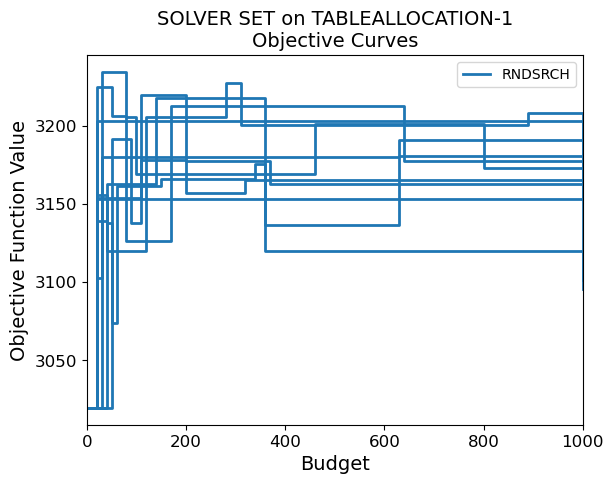 SOLVER SET on TABLEALLOCATION-1
Objective Curves
RNDSRCH
Objective Function Value
3200
3150
3100
3050
0 200 400 600 800 1000
Budget